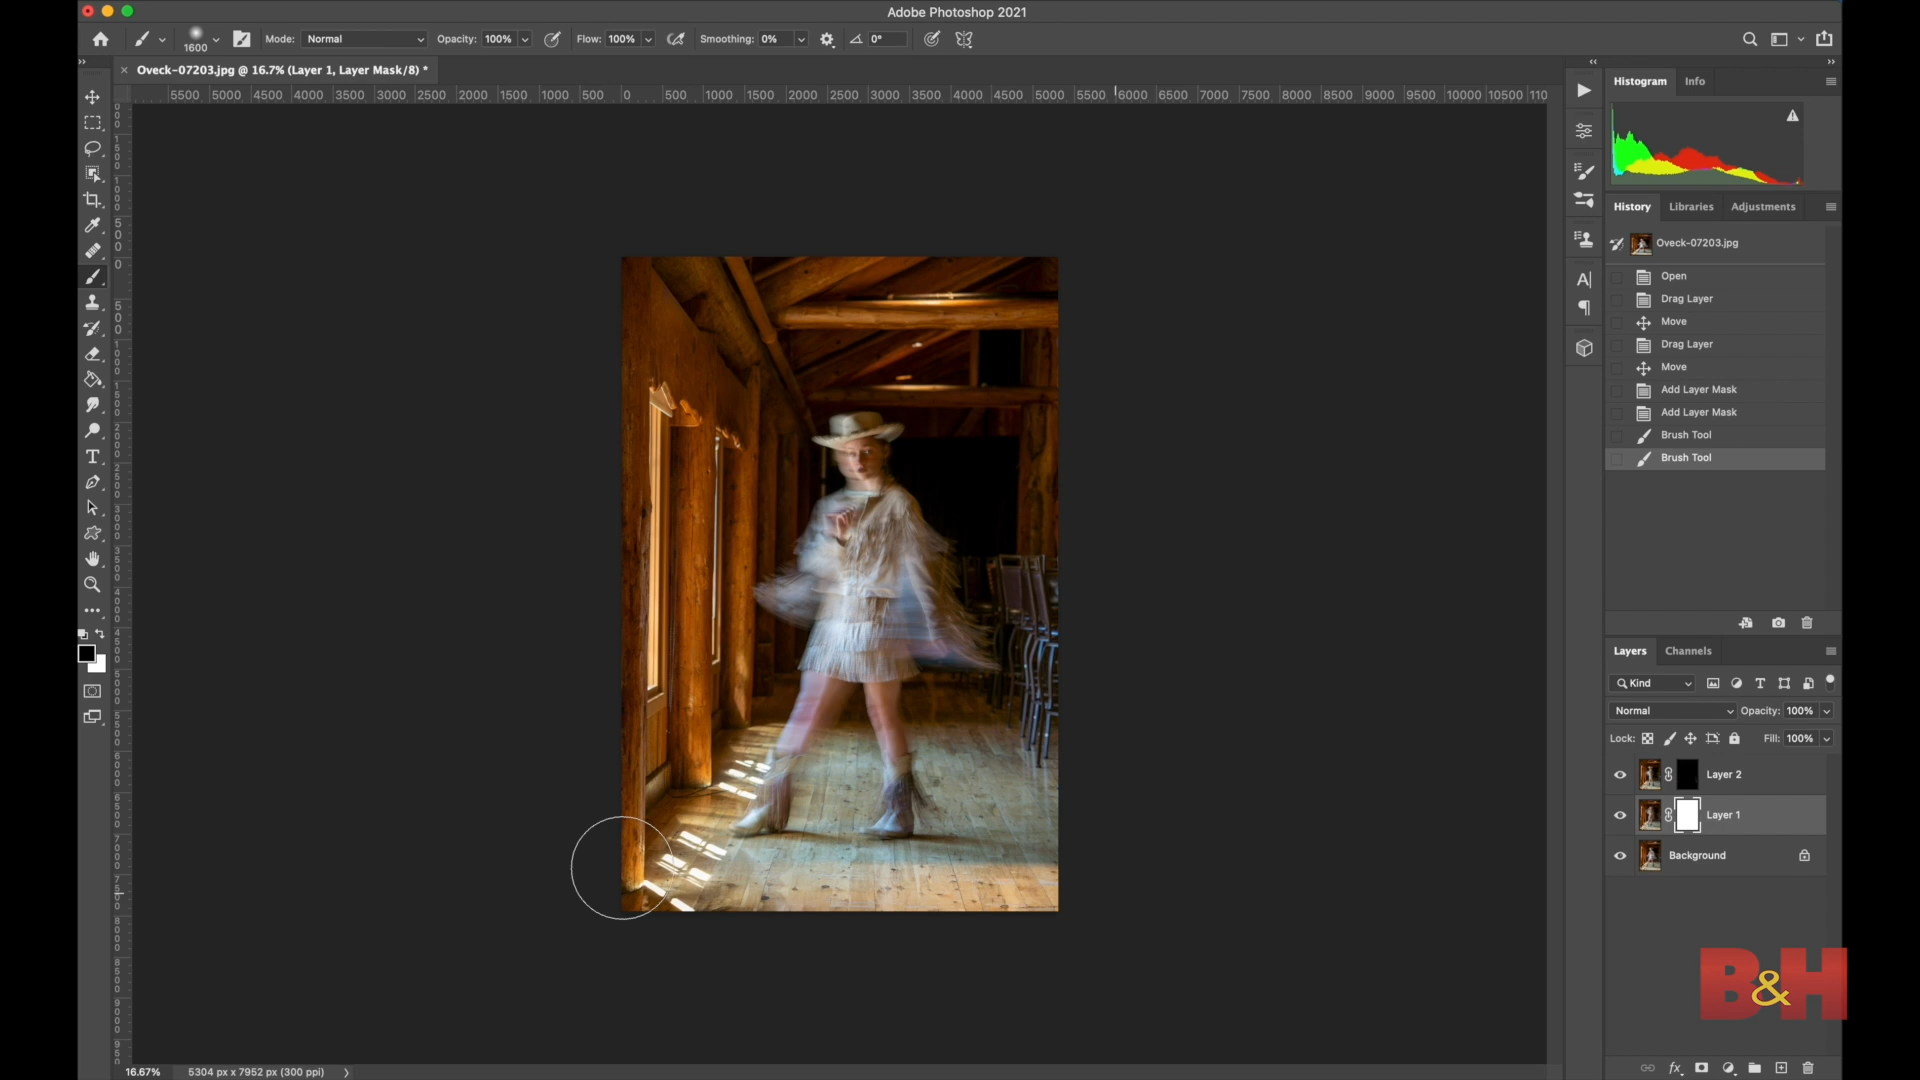 Adobe Photoshop 2021
1600
Mode: Normal
Opacity: 100%
Flow: 100%
Smoothing: 0%
0°
Oveck-07203.jpg @ 16.7% (Layer 1, Layer Mask/8) *
5500 5000 4500 4000 3500 3000 2500 2000 1500 1000 500 0 500 1000 1500 2000 2500 3000 3500 4000 4500 5000 5500 6000 6500 7000 7500 8000 8500 9000 9500 10000 10500 110
Histogram Info
History Libraries Adjustments
Oveck-07203.jpg
Open
Drag Layer
Move
Drag Layer
Move
Add Layer Mask
Add Layer Mask
Brush Tool
Brush Tool
Layers Channels
Kind
Normal Opacity: 100%
Lock: Fill: 100%
Layer 2
Layer 1
Background
B&H
fx
16.67% 5304 px x 7952 px (300 ppi)